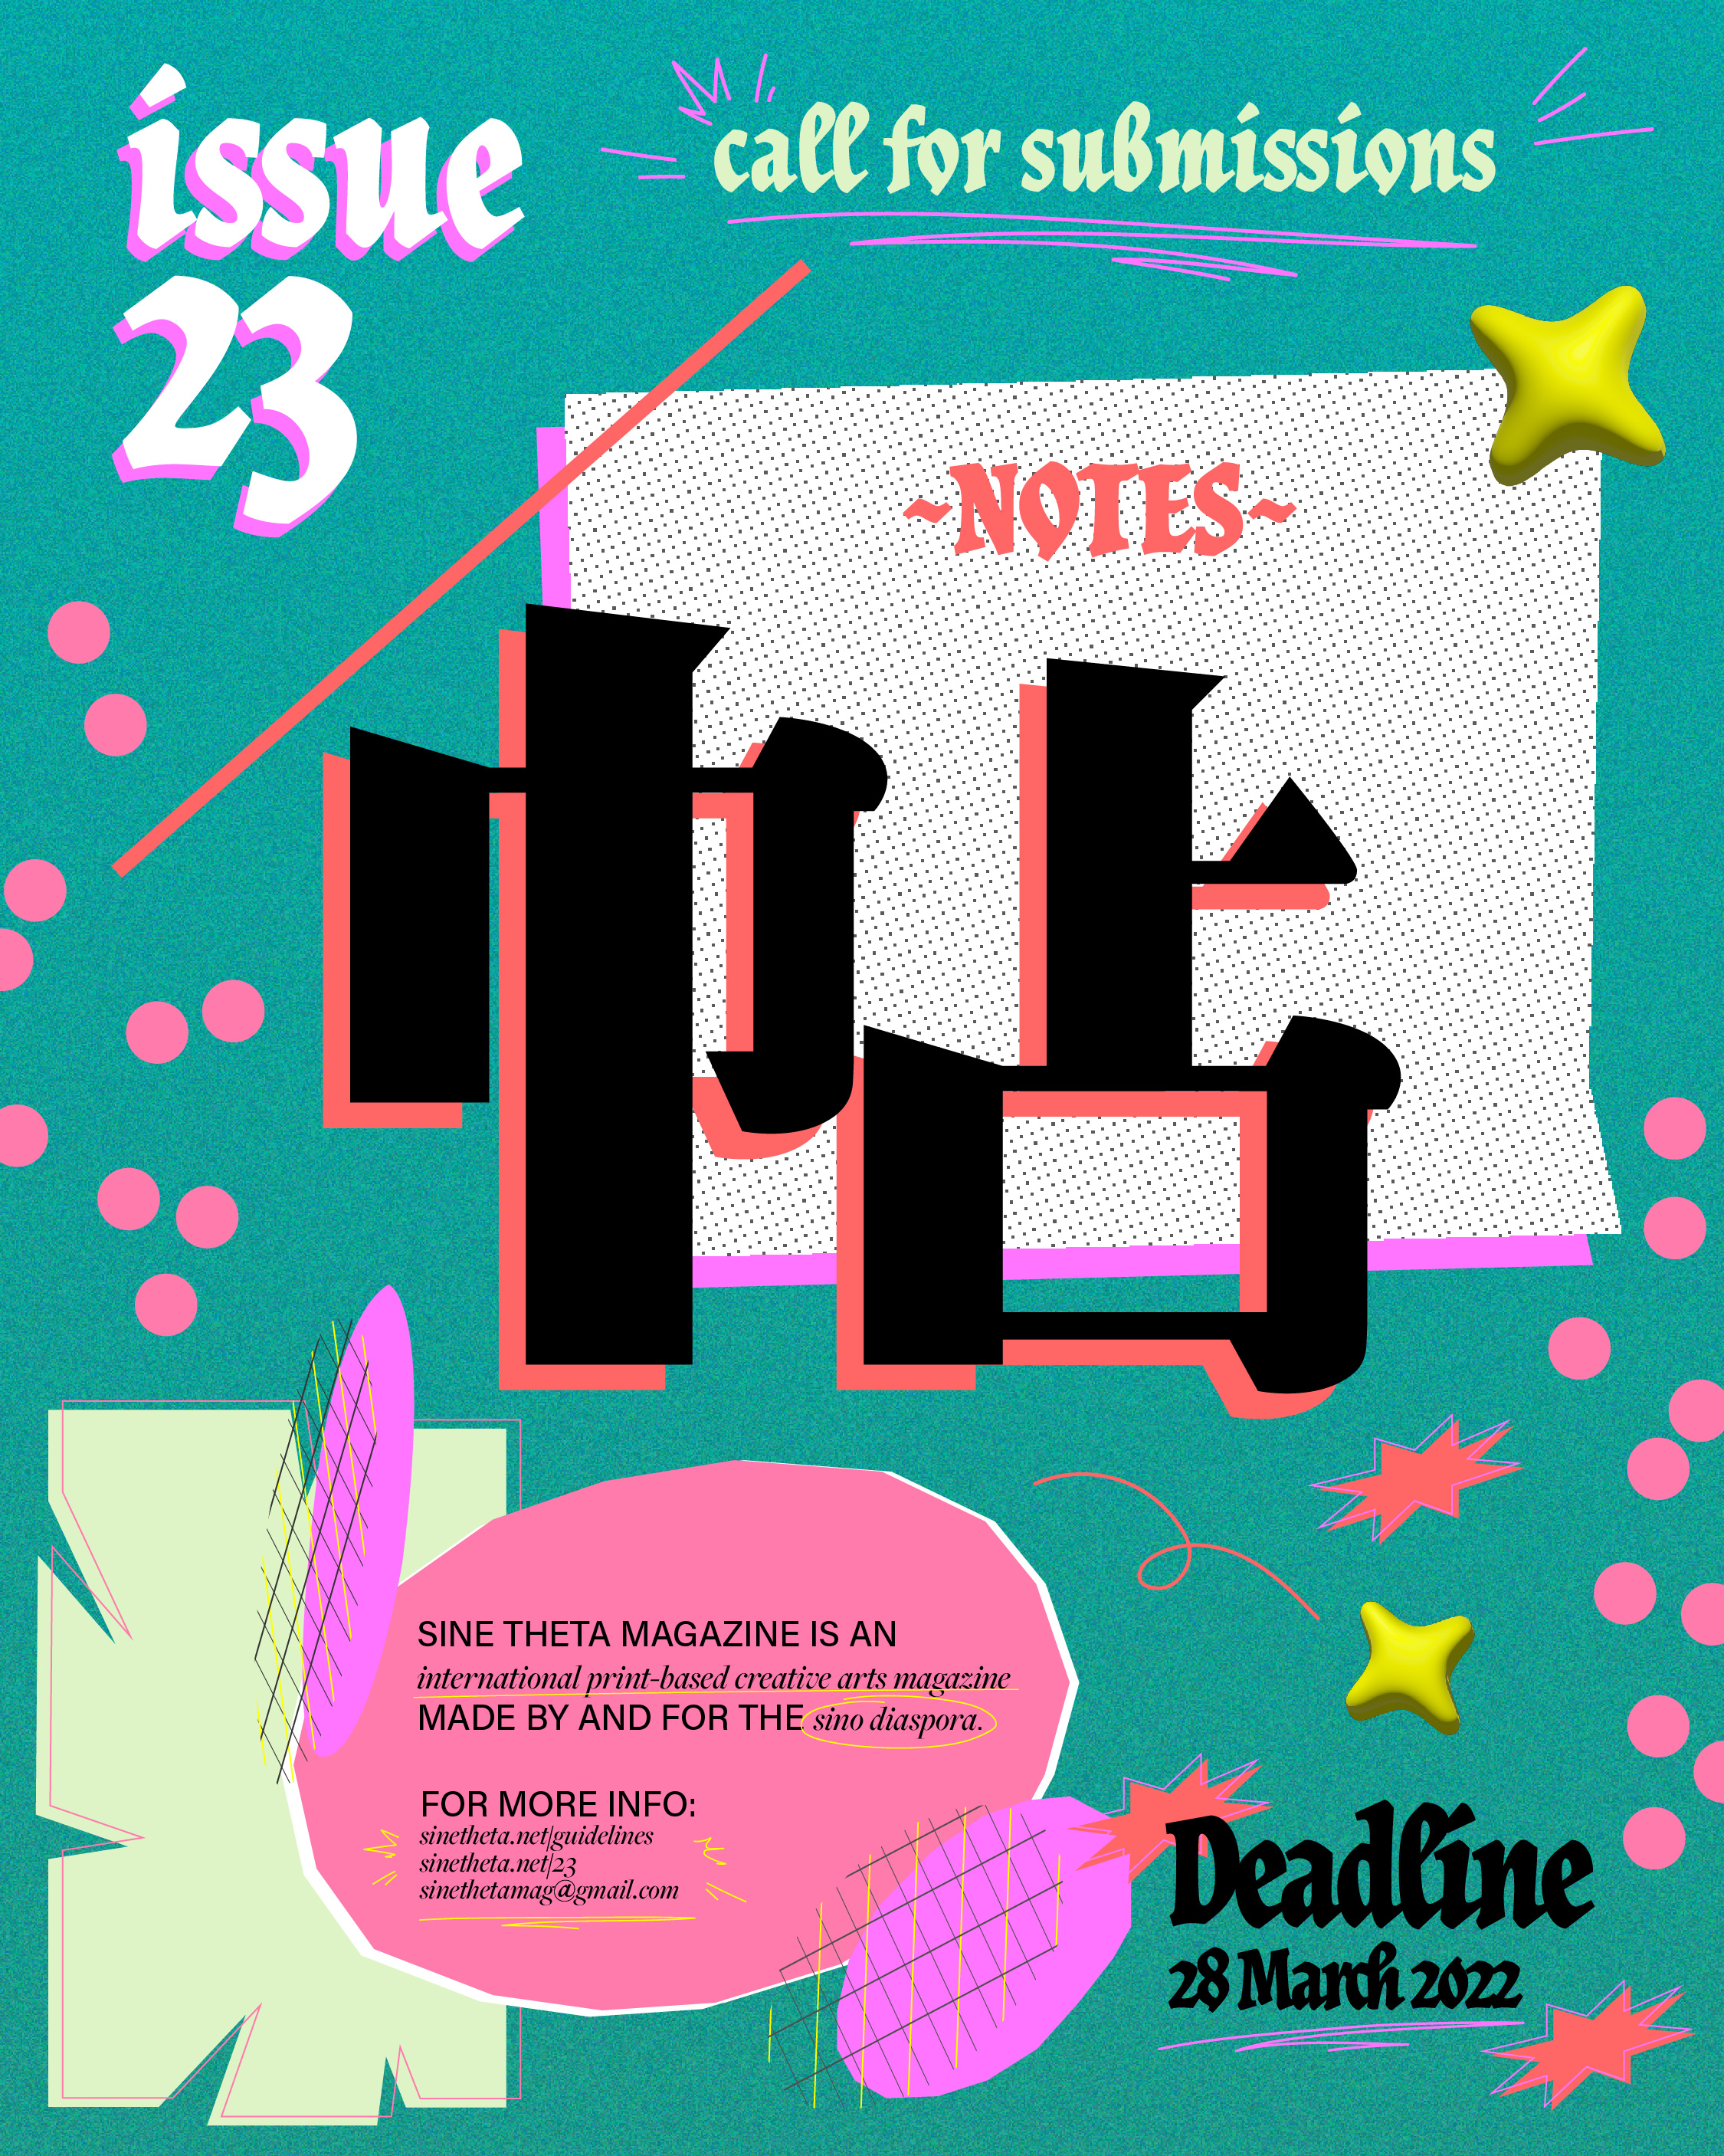 issue
23
call for submissions
~NOTES~
帖
SINE THETA MAGAZINE IS AN
international print-based creative arts magazine
MADE BY AND FOR THE sino diaspora.
FOR MORE INFO:
sinetheta.net/guidelines
sinetheta.net/23
sinethetamag@gmail.com
Deadline
28 March 2022